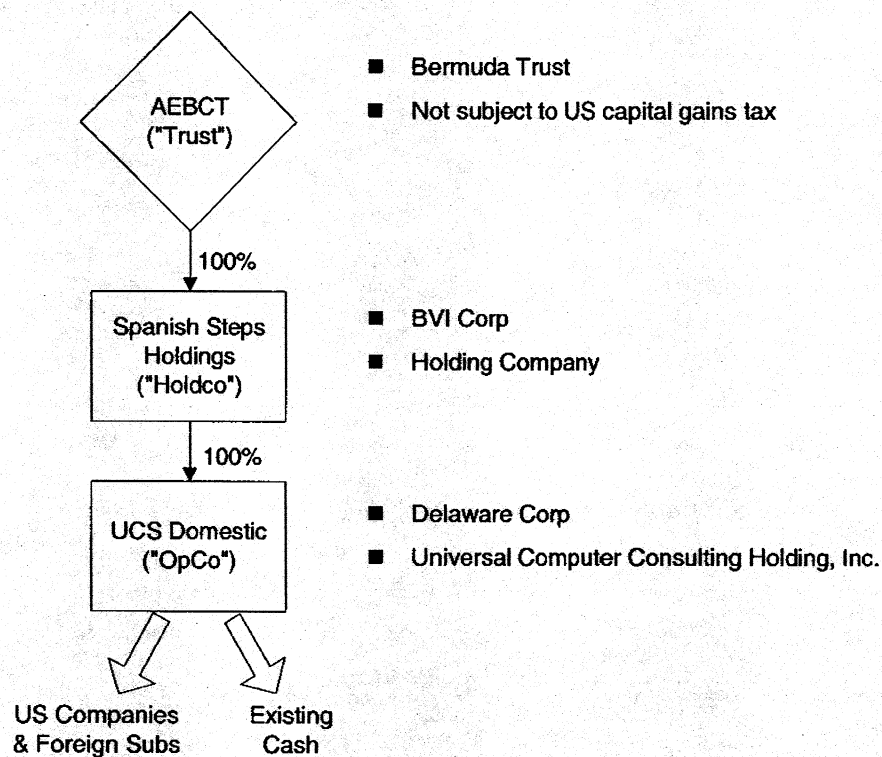 AEBCT
("Trust")
■ Bermuda Trust
■ Not subject to US capital gains tax
100%
Spanish Steps
Holdings
("Holdco")
■ BVI Corp
■ Holding Company
100%
UCS Domestic
("OpCo")
■ Delaware Corp
■ Universal Computer Consulting Holding, Inc.
US Companies
& Foreign Subs
Existing
Cash